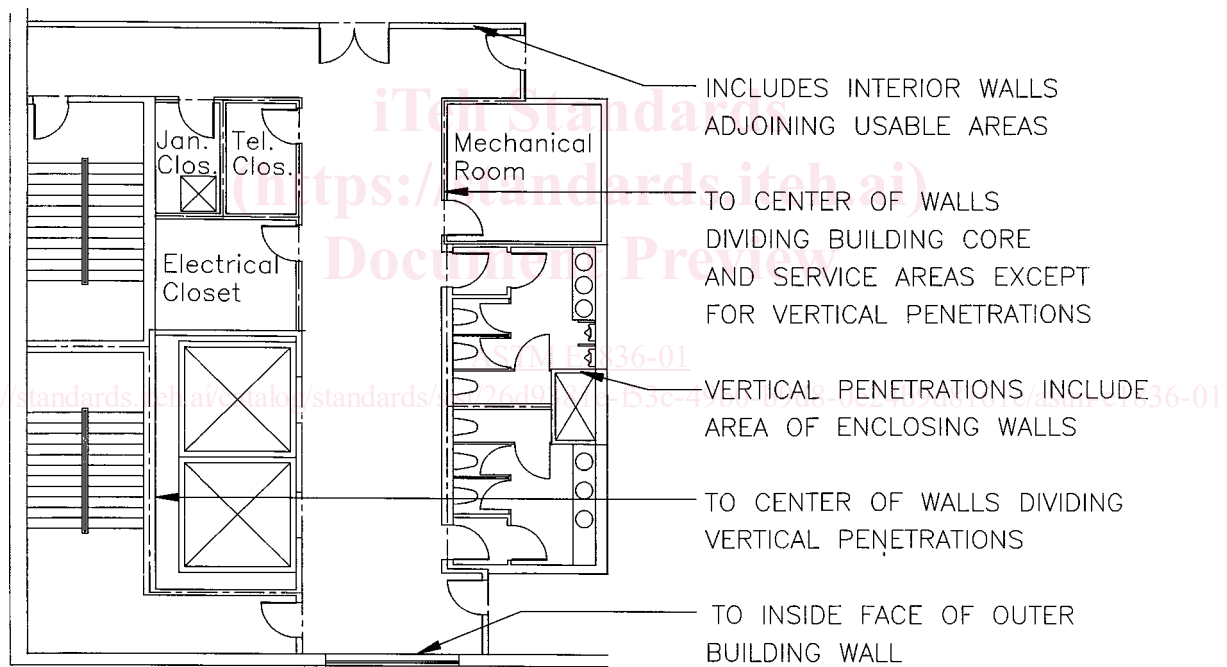 INCLUDES INTERIOR WALLS
ADJOINING USABLE AREAS
iTeh Standards
(https://standards.iteh.ai)
Document Preview
Jan.
Clos.
Tel.
Clos.
Mechanical
Room
TO CENTER OF WALLS
DIVIDING BUILDING CORE
AND SERVICE AREAS EXCEPT
FOR VERTICAL PENETRATIONS
Electrical
Closet
ASTM E1836-01
VERTICAL PENETRATIONS INCLUDE
AREA OF ENCLOSING WALLS
TO CENTER OF WALLS DIVIDING
VERTICAL PENETRATIONS
TO INSIDE FACE OF OUTER
BUILDING WALL